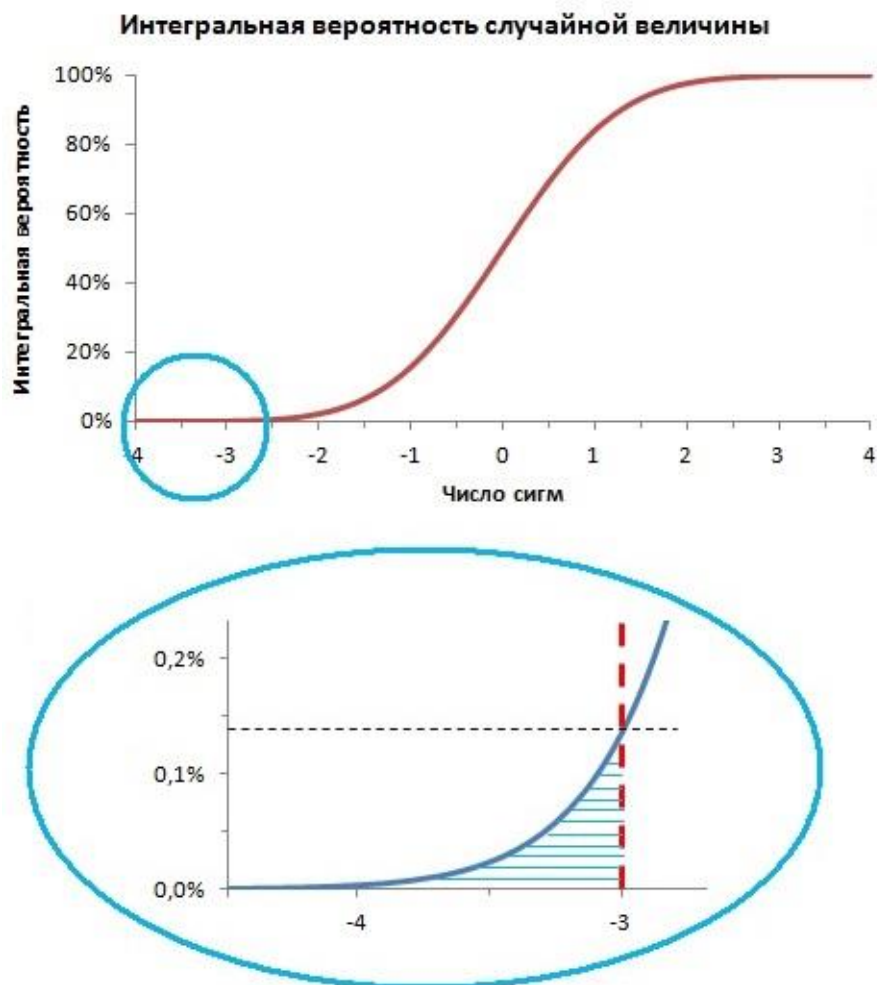 Интегральная вероятность случайной величины
Интегральная вероятность
100%
80%
60%
40%
20%
0%
-4 -3 -2 -1 0 1 2 3 4
Число сигм
0,2%
0,1%
0,0%
-4 -3